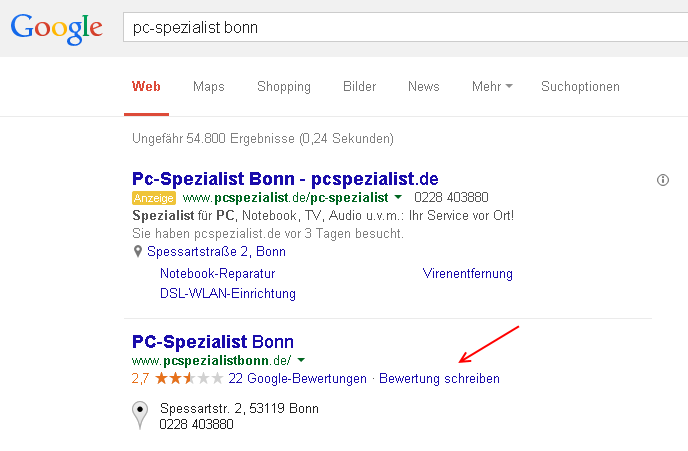 Google
pc-spezialist bonn
Web Maps Shopping Bilder News Mehr Suchoptionen
Ungefähr 54.800 Ergebnisse (0,24 Sekunden)
Pc-Spezialist Bonn - pcspezialist.de
Anzeige www.pcspezialist.de/pc-spezialist 0228 403880
Spezialist für PC, Notebook, TV, Audio u.v.m.: Ihr Service vor Ort!
Sie haben pcspezialist.de vor 3 Tagen besucht.
Spessartstraße 2, Bonn
Notebook-Reparatur Virenentfernung
DSL-WLAN-Einrichtung
PC-Spezialist Bonn
www.pcspezialistbonn.de/
2,7 22 Google-Bewertungen · Bewertung schreiben
Spessartstr. 2, 53119 Bonn
0228 403880